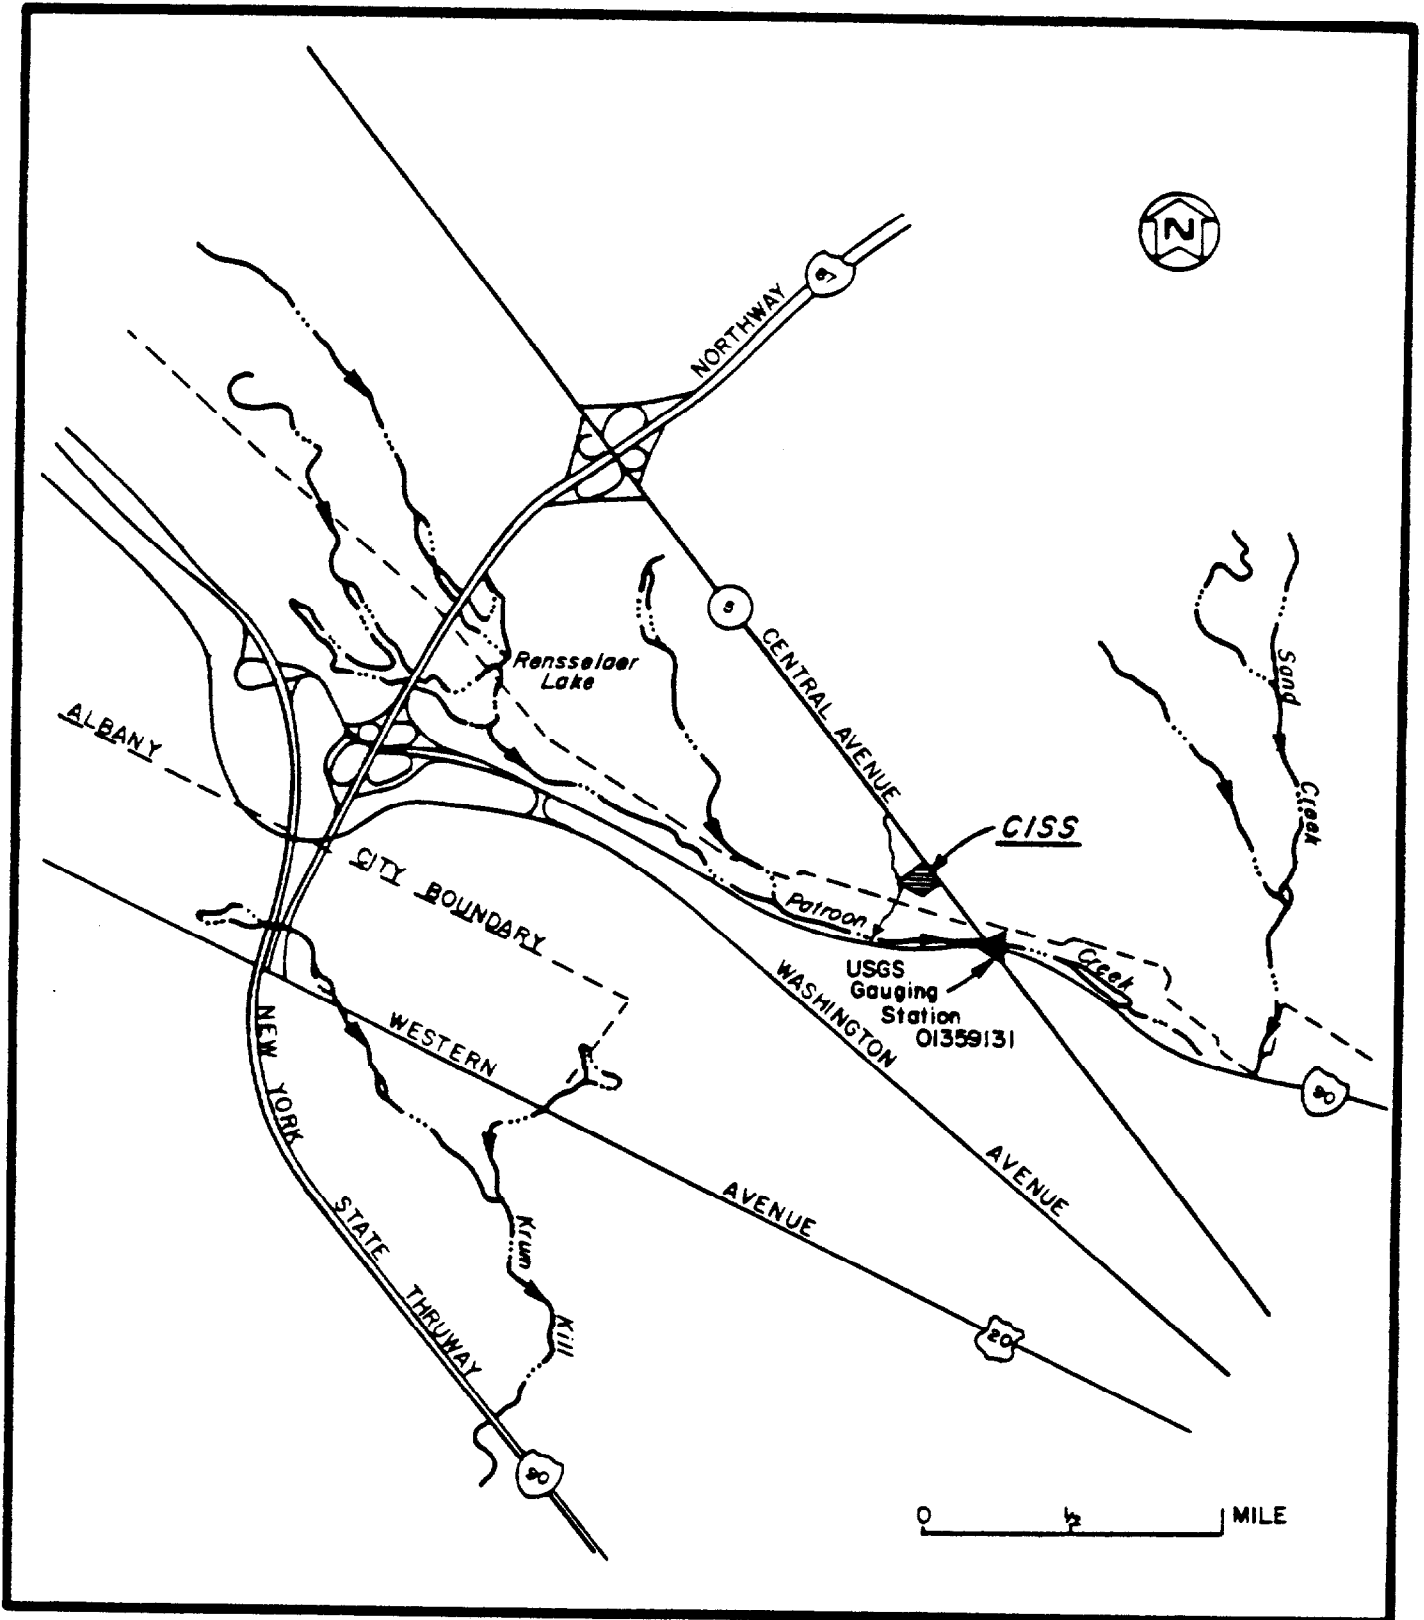 N
87
NORTHWAY
5
CENTRAL AVENUE
Rensselaer
Lake
Sand
Creek
ALBANY
CITY BOUNDARY
CISS
Patroon
Creek
USGS
Gauging
Station
01359131
WASHINGTON
AVENUE
WESTERN
AVENUE
NEW YORK
STATE THRUWAY
Krum
Kill
90
20
90
0 ½ MILE